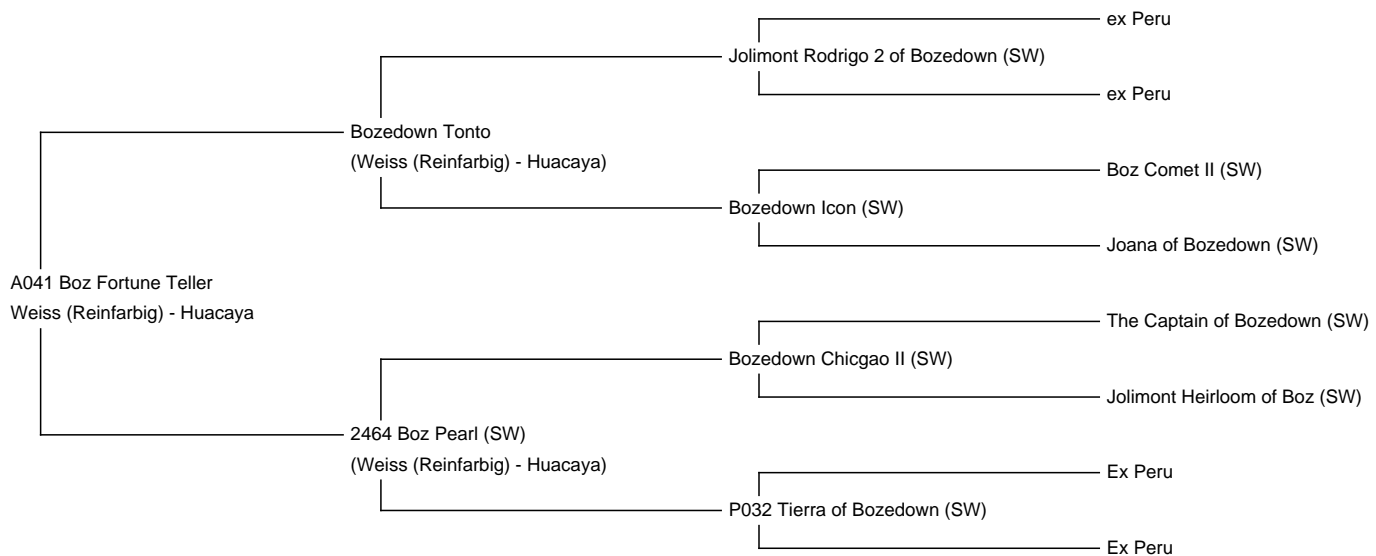 ex Peru
Jolimont Rodrigo 2 of Bozedown (SW)
ex Peru
Bozedown Tonto
(Weiss (Reinfarbig) - Huacaya)
Boz Comet II (SW)
Bozedown Icon (SW)
Joana of Bozedown (SW)
A041 Boz Fortune Teller
Weiss (Reinfarbig) - Huacaya
The Captain of Bozedown (SW)
Bozedown Chicgao II (SW)
Jolimont Heirloom of Boz (SW)
2464 Boz Pearl (SW)
(Weiss (Reinfarbig) - Huacaya)
Ex Peru
P032 Tierra of Bozedown (SW)
Ex Peru